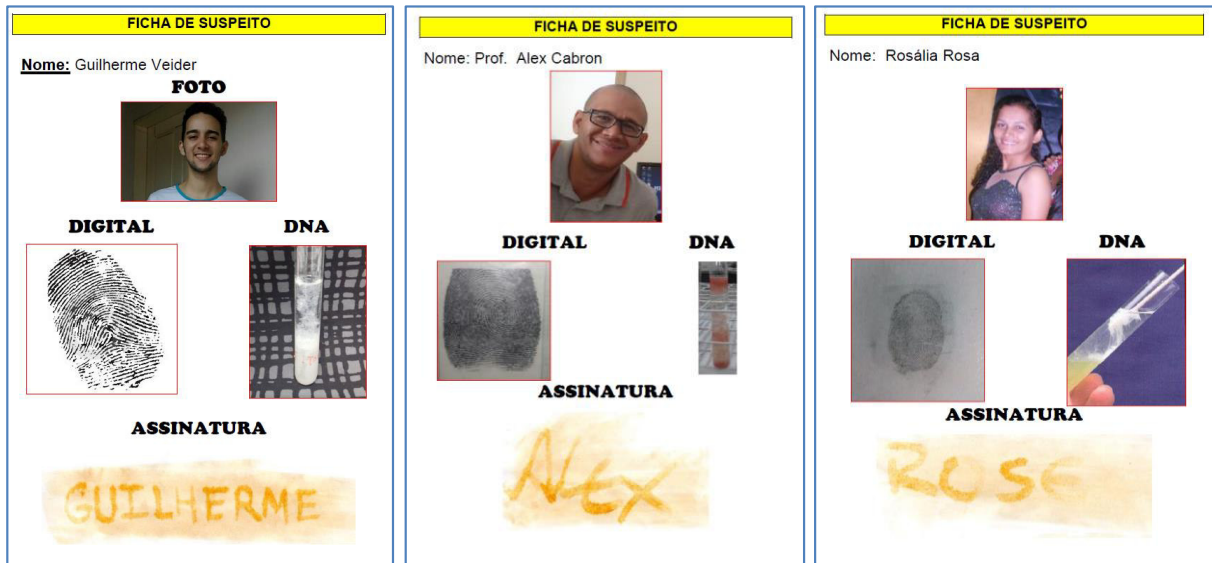 FICHA DE SUSPEITO
Nome: Guilherme Veider
FOTO
DIGITAL DNA
ASSINATURA
GUILHERME
FICHA DE SUSPEITO
Nome: Prof. Alex Cabron
DIGITAL DNA
ASSINATURA
ALEX
FICHA DE SUSPEITO
Nome: Rosália Rosa
DIGITAL DNA
ASSINATURA
ROSE